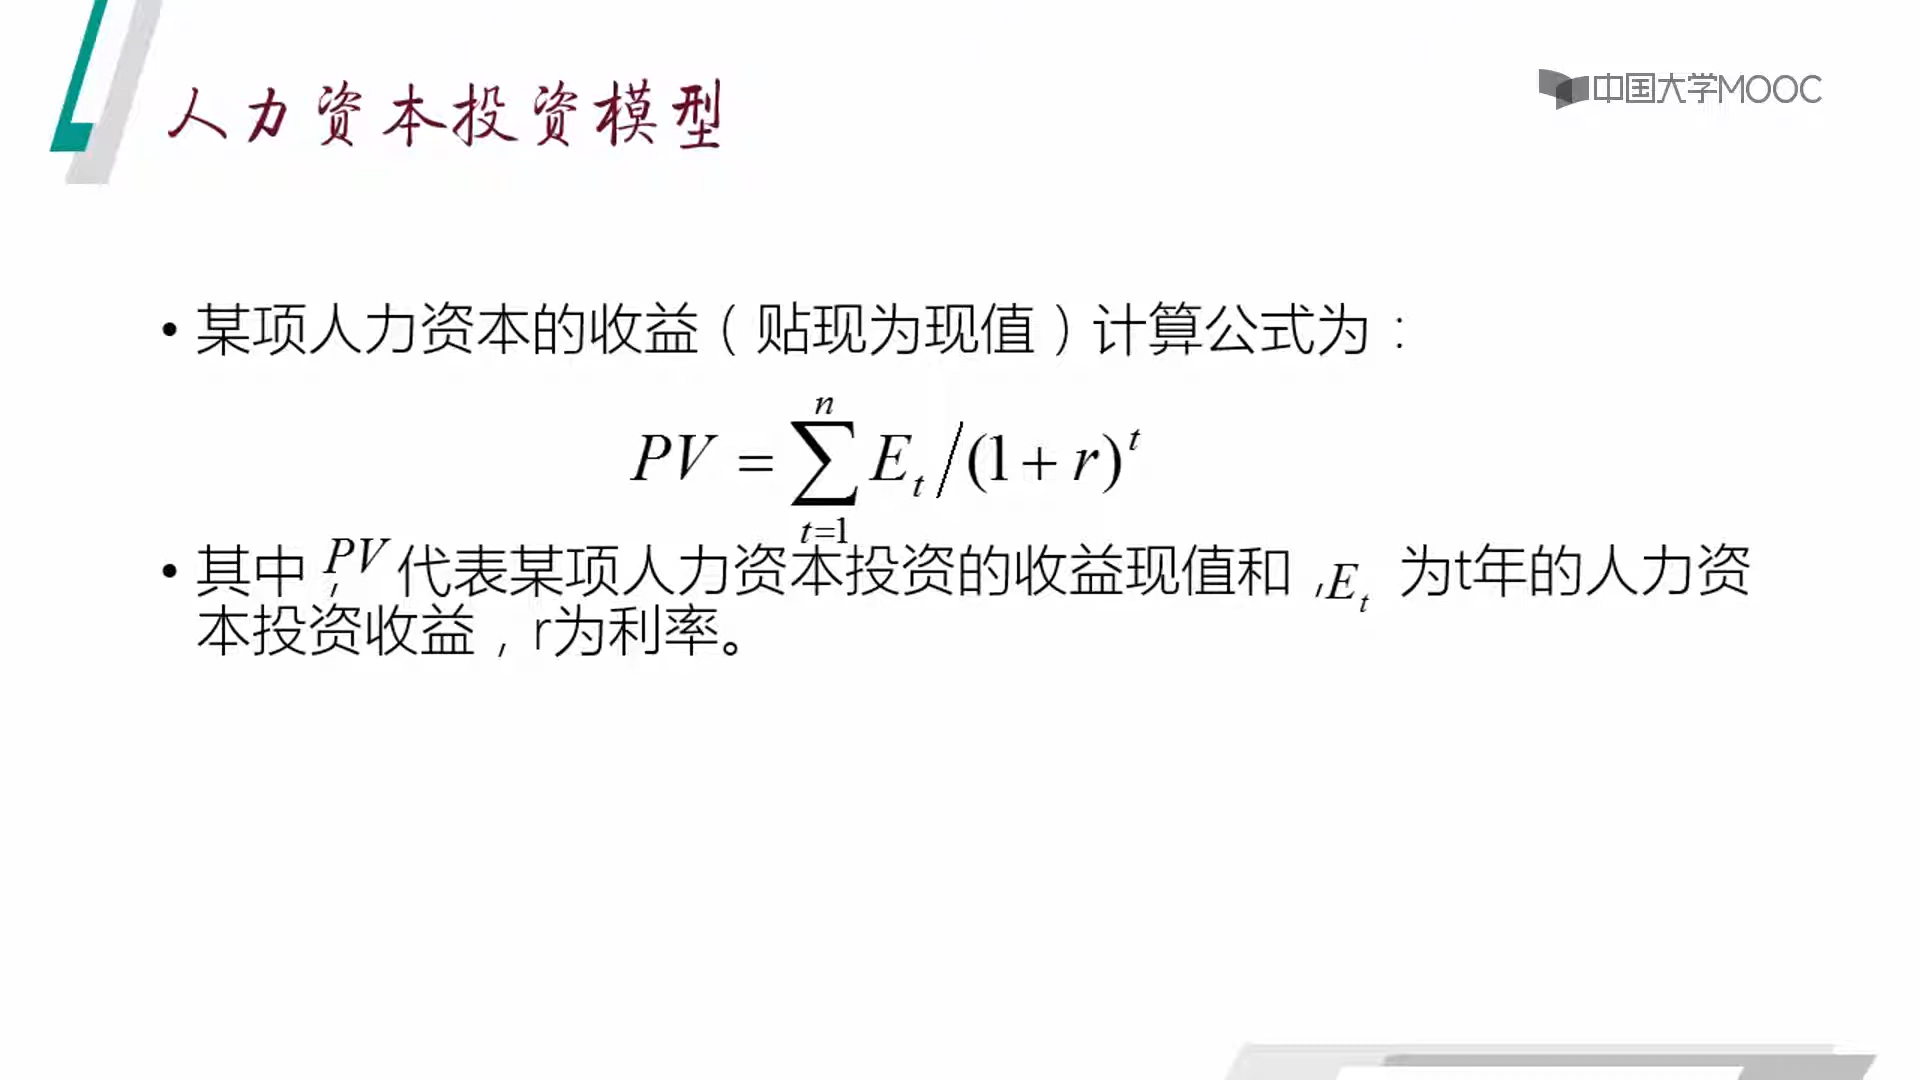 人力资本投资模型
中国大学MOOC
• 某项人力资本的收益（贴现为现值）计算公式为：
PV = ∑_{t=1}^{n} E_t/(1+r)^t
• 其中, PV 代表某项人力资本投资的收益现值和, E_t 为t年的人力资
本投资收益，r为利率。